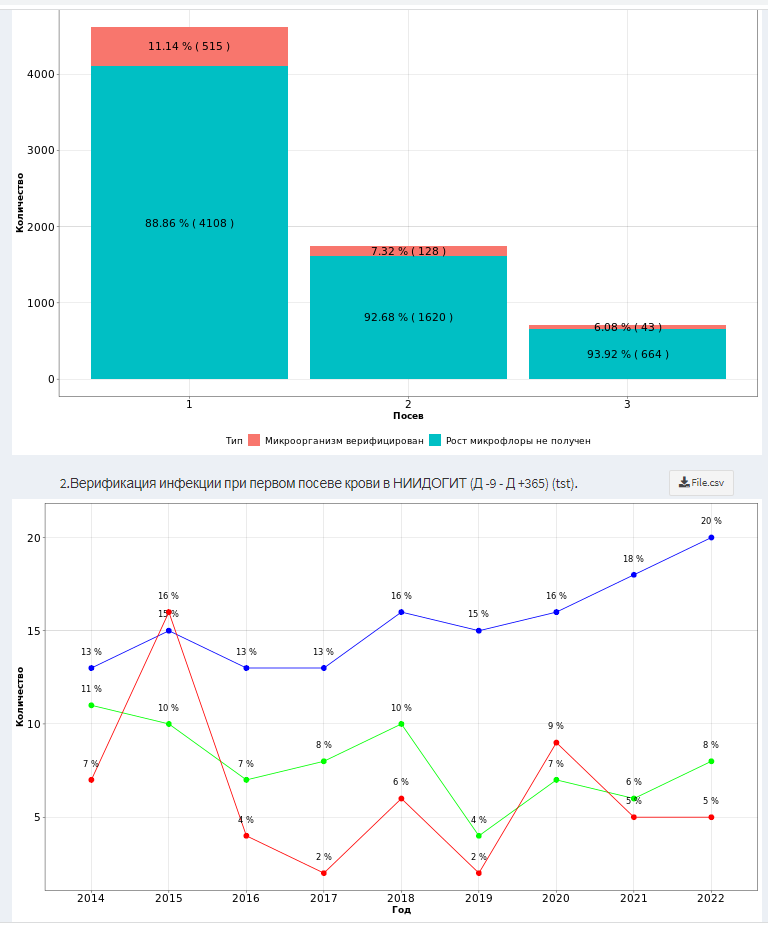 4000
3000
2000
1000
0
Количество
11.14 % ( 515 )
88.86 % ( 4108 )
7.32 % ( 128 )
92.68 % ( 1620 )
6.08 % ( 43 )
93.92 % ( 664 )
1 2 3
Посев
Тип Микроорганизм верифицирован Рост микрофлоры не получен
2.Верификация инфекции при первом посеве крови в НИИДОГИТ (Д -9 - Д +365) (tst).
File.csv
20
15
10
5
Количество
20 %
18 %
16 % 16 % 16 %
15 % 15 %
13 % 13 % 13 %
11 %
10 % 10 %
9 %
8 % 8 %
7 % 7 % 7 %
6 % 6 %
5 % 5 %
4 % 4 %
2 % 2 %
2014 2015 2016 2017 2018 2019 2020 2021 2022
Год